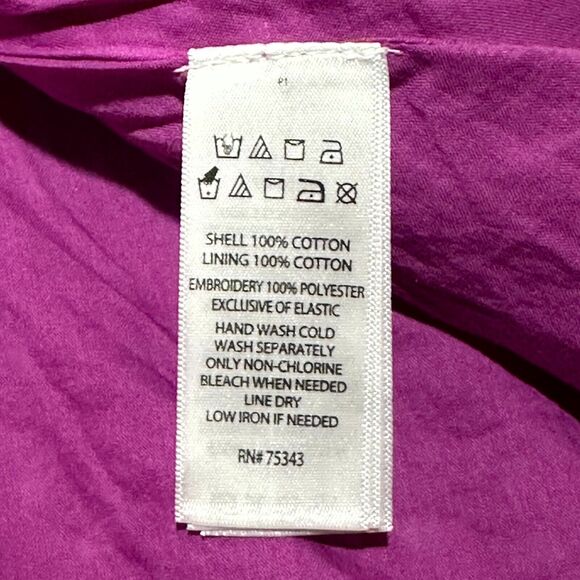 P1
SHELL 100% COTTON
LINING 100% COTTON
EMBROIDERY 100% POLYESTER
EXCLUSIVE OF ELASTIC
HAND WASH COLD
WASH SEPARATELY
ONLY NON-CHLORINE
BLEACH WHEN NEEDED
LINE DRY
LOW IRON IF NEEDED
RN# 75343